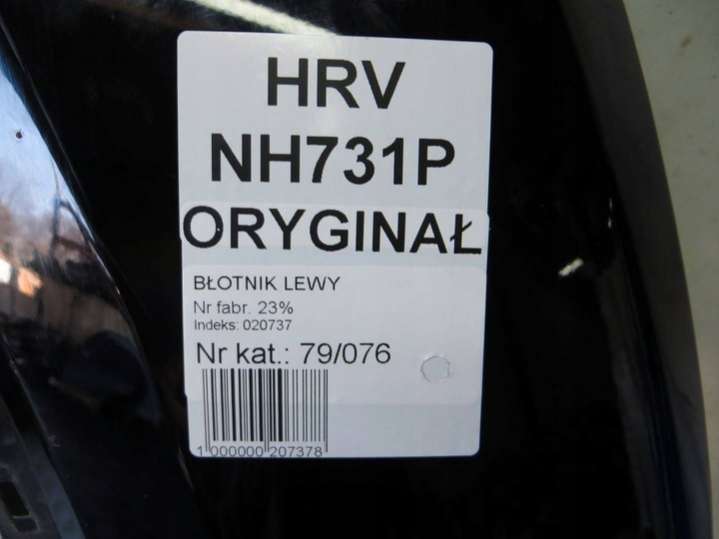 HRV
NH731P
ORYGINAŁ
BŁOTNIK LEWY
Nr fabr. 23%
Indeks: 020737
Nr kat.: 79/076
1 000000 207378